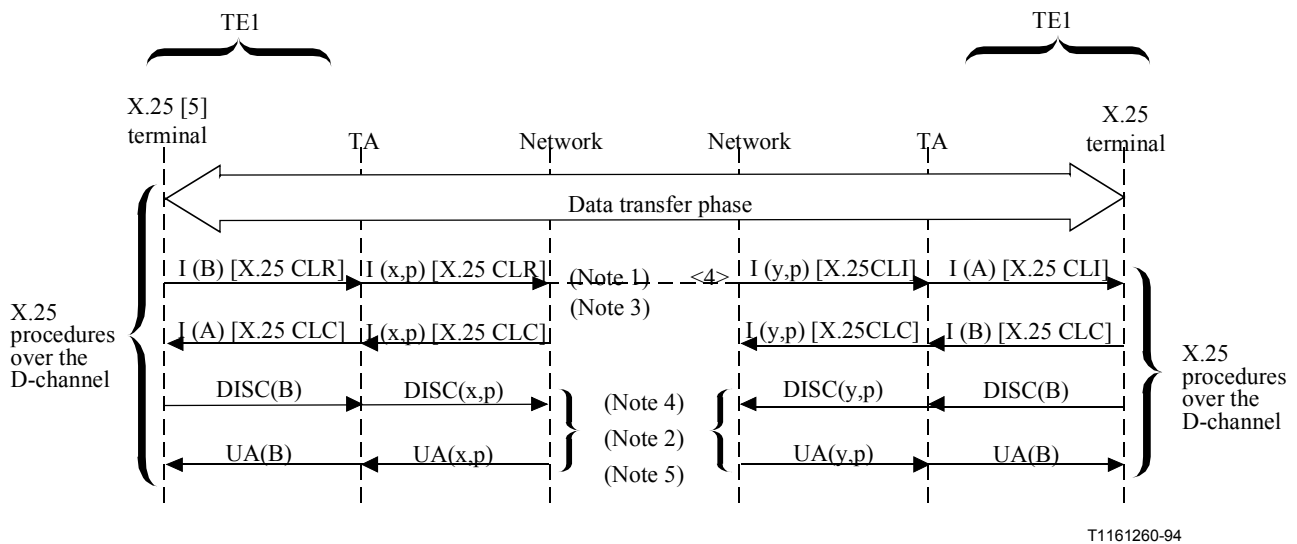 TE1
TE1
X.25 [5]
terminal
TA
Network
Network
TA
X.25
terminal
Data transfer phase
I (B) [X.25 CLR]
I (x,p) [X.25 CLR]
(Note 1)
<4>
I (y,p) [X.25CLI]
I (A) [X.25 CLI]
(Note 3)
X.25
procedures
over the
D-channel
I (A) [X.25 CLC]
I (x,p) [X.25 CLC]
I (y,p) [X.25CLC]
I (B) [X.25 CLC]
X.25
procedures
over the
D-channel
DISC(B)
DISC(x,p)
(Note 4)
DISC(y,p)
DISC(B)
(Note 2)
UA(B)
UA(x,p)
(Note 5)
UA(y,p)
UA(B)
T1161260-94